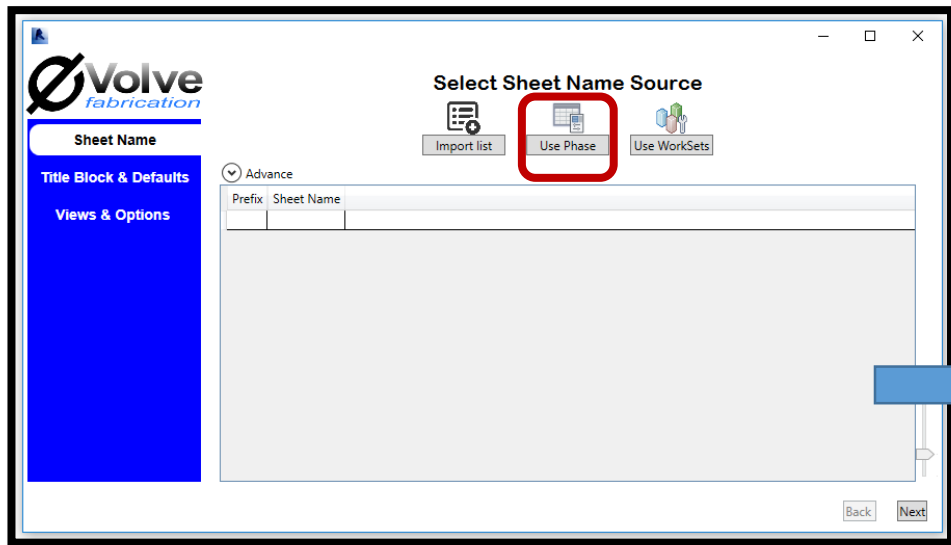 Volve
fabrication
Select Sheet Name Source
Import list
Use Phase
Use WorkSets
Sheet Name
Title Block & Defaults
Views & Options
Advance
Prefix Sheet Name
Back Next